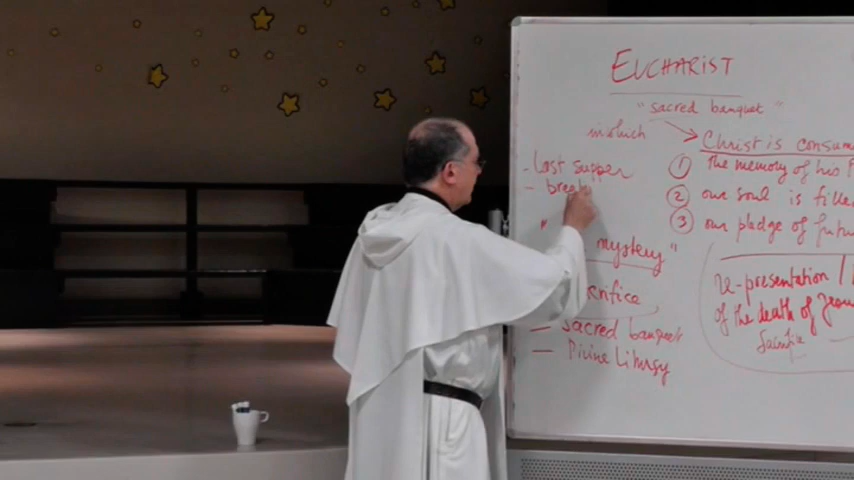 EUCHARIST
"sacred banquet"
in which
Christ is consum
- last supper
- break
① the memory of his P
② our soul is fille
③ our pledge of futu
mystery"
crifice
- Sacred banquet
- Divine Liturgy
re-presentation /
of the death of Jesu
Sacrifice